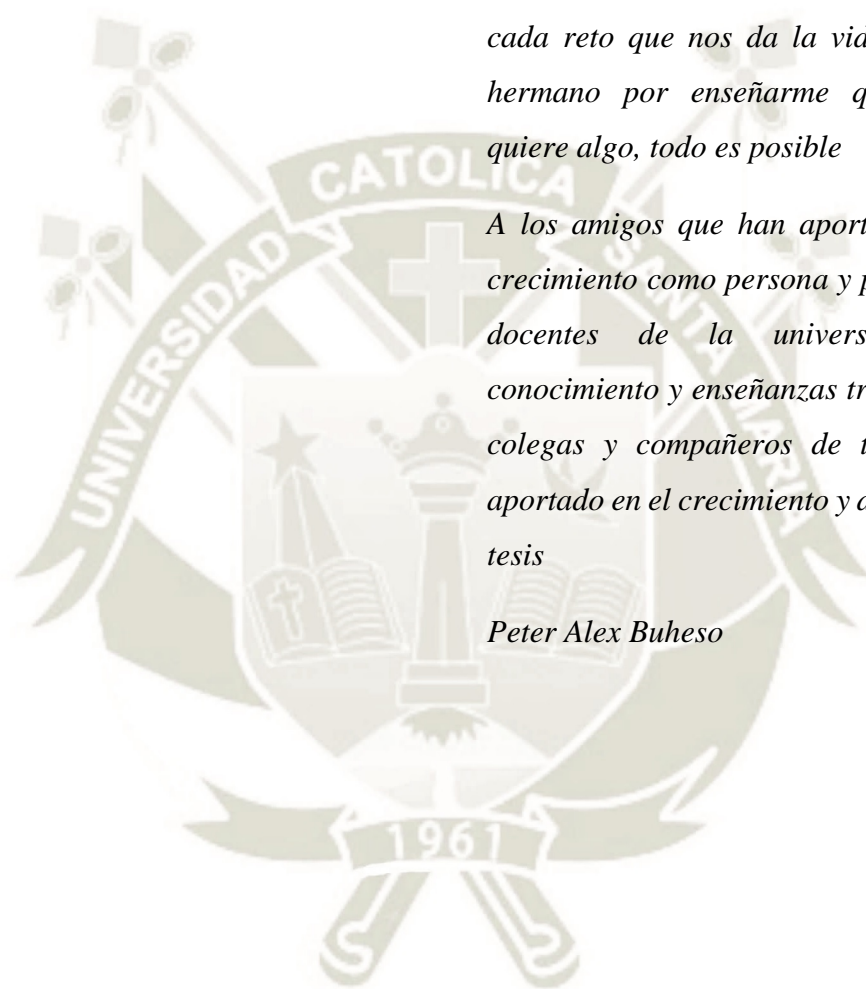 cada reto que nos da la vid
hermano por enseñarme q
quiere algo, todo es posible
A los amigos que han aport
crecimiento como persona y p
docentes de la univers
conocimiento y enseñanzas tr
colegas y compañeros de t
aportado en el crecimiento y d
tesis
Peter Alex Buheso
UNIVERSIDAD CATOLICA SANTA MARIA
1961